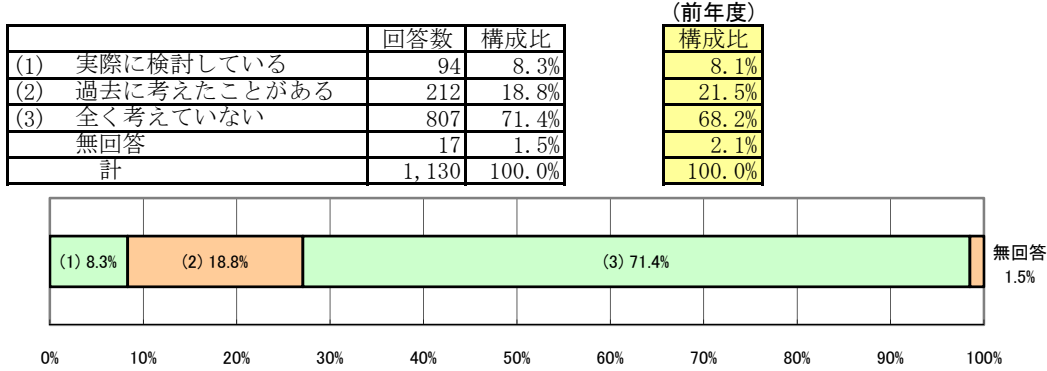 (前年度)
回答数 構成比 構成比
(1) 実際に検討している 94 8.3% 8.1%
(2) 過去に考えたことがある 212 18.8% 21.5%
(3) 全く考えていない 807 71.4% 68.2%
無回答 17 1.5% 2.1%
計 1,130 100.0% 100.0%
(1) 8.3% (2) 18.8% (3) 71.4% 無回答
1.5%
0% 10% 20% 30% 40% 50% 60% 70% 80% 90% 100%